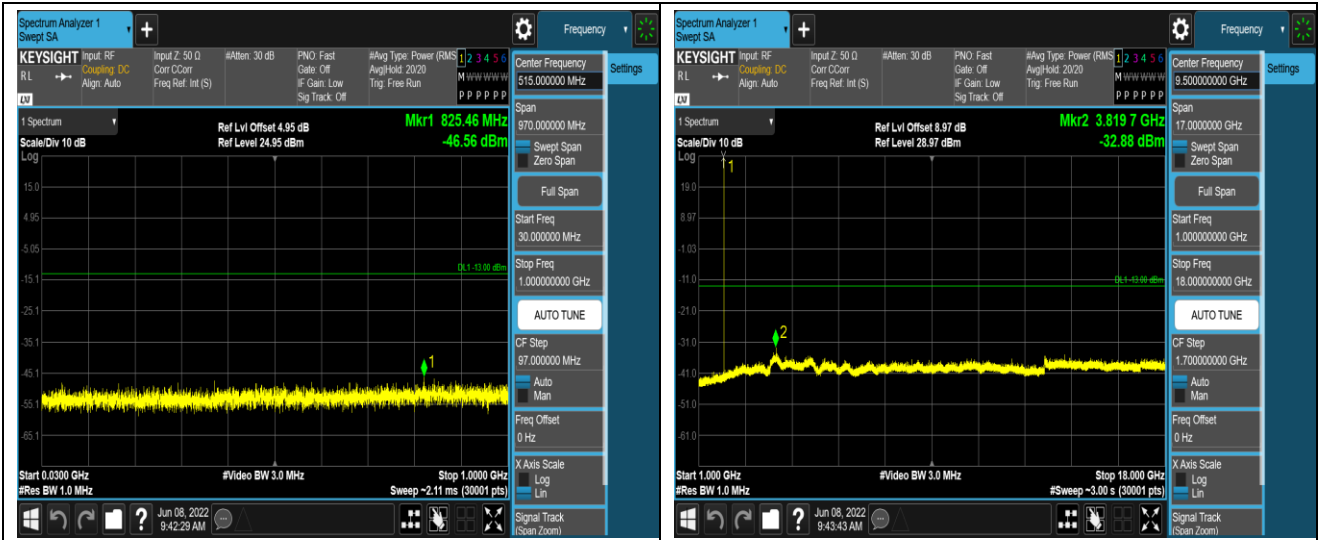 Spectrum Analyzer 1
Swept SA
+
Frequency
KEYSIGHT
RL
Input: RF
Coupling: DC
Align: Auto
Input Z: 50 Ω
Corr CCorr
Freq Ref: Int (S)
#Atten: 30 dB
PNO: Fast
Gate: Off
IF Gain: Low
Sig Track: Off
#Avg Type: Power (RMS
Avg|Hold: 20/20
Trig: Free Run
1 2 3 4 5 6
M W W W W W
P P P P P P
LXI
1 Spectrum
Scale/Div 10 dB
Log
Ref Lvl Offset 4.95 dB
Ref Level 24.95 dBm
Mkr1 825.46 MHz
-46.56 dBm
15.0
4.95
-5.05
DL1 -13.00 dBm
-15.1
-25.1
-35.1
1
-45.1
-55.1
-65.1
Start 0.0300 GHz
#Video BW 3.0 MHz
Stop 1.0000 GHz
#Res BW 1.0 MHz
Sweep ~2.11 ms (30001 pts)
Jun 08, 2022
9:42:29 AM
Center Frequency
515.000000 MHz
Settings
Span
970.000000 MHz
Swept Span
Zero Span
Full Span
Start Freq
30.000000 MHz
Stop Freq
1.000000000 GHz
AUTO TUNE
CF Step
97.000000 MHz
Auto
Man
Freq Offset
0 Hz
X Axis Scale
Log
Lin
Signal Track
(Span Zoom)
Spectrum Analyzer 1
Swept SA
+
Frequency
KEYSIGHT
RL
Input: RF
Coupling: DC
Align: Auto
Input Z: 50 Ω
Corr CCorr
Freq Ref: Int (S)
#Atten: 30 dB
PNO: Fast
Gate: Off
IF Gain: Low
Sig Track: Off
#Avg Type: Power (RMS
Avg|Hold: 20/20
Trig: Free Run
1 2 3 4 5 6
M W W W W W
P P P P P P
LXI
1 Spectrum
Scale/Div 10 dB
Log
Ref Lvl Offset 8.97 dB
Ref Level 28.97 dBm
Mkr2 3.819 7 GHz
-32.88 dBm
1
19.0
8.97
-1.03
-11.0
DL1 -13.00 dBm
-21.0
-31.0
2
-41.0
-51.0
-61.0
Start 1.000 GHz
#Video BW 3.0 MHz
Stop 18.000 GHz
#Res BW 1.0 MHz
#Sweep ~3.00 s (30001 pts)
Jun 08, 2022
9:43:43 AM
Center Frequency
9.500000000 GHz
Settings
Span
17.0000000 GHz
Swept Span
Zero Span
Full Span
Start Freq
1.000000000 GHz
Stop Freq
18.000000000 GHz
AUTO TUNE
CF Step
1.700000000 GHz
Auto
Man
Freq Offset
0 Hz
X Axis Scale
Log
Lin
Signal Track
(Span Zoom)